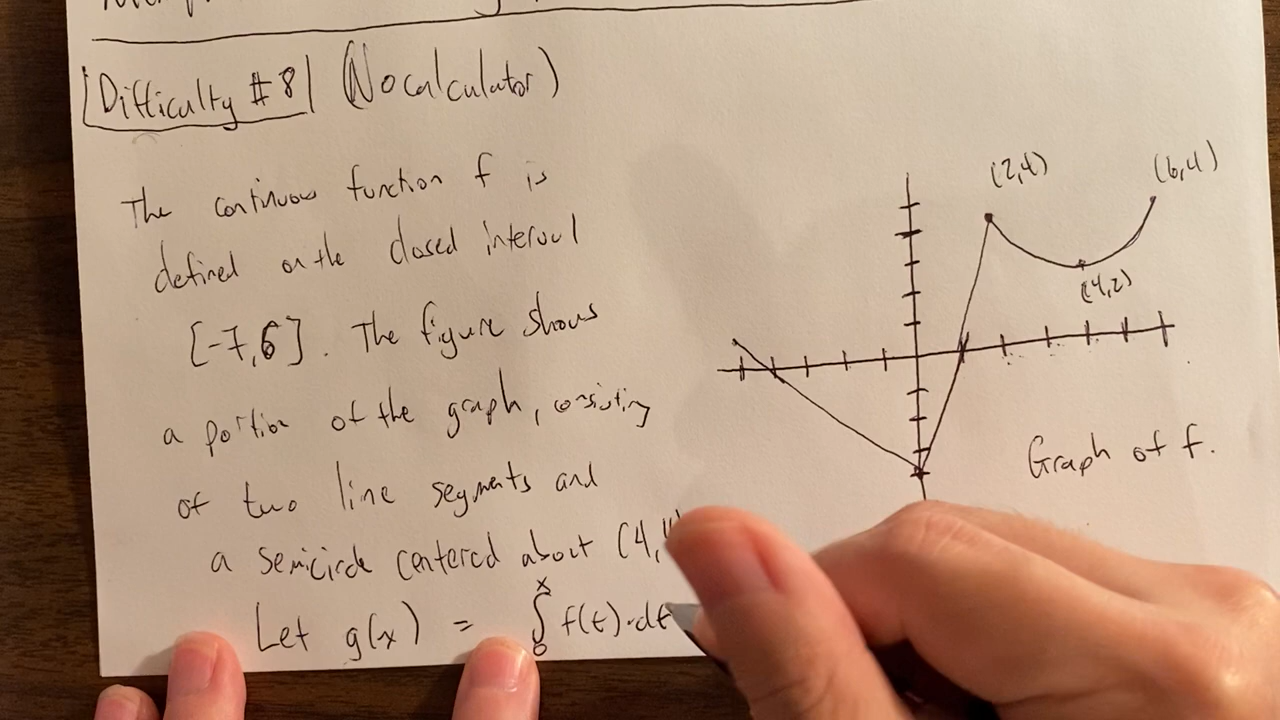 Difficulty #8 (No calculator)
The continuous function f is
defined on the closed interval
[-7,6]. The figure shows
a portion of the graph, consisting
of two line segments and
a semicircle centered about (4,4
Let g(x) = ∫₀ˣ f(t)·dt
(2,4)
(6,4)
(4,2)
Graph of f.